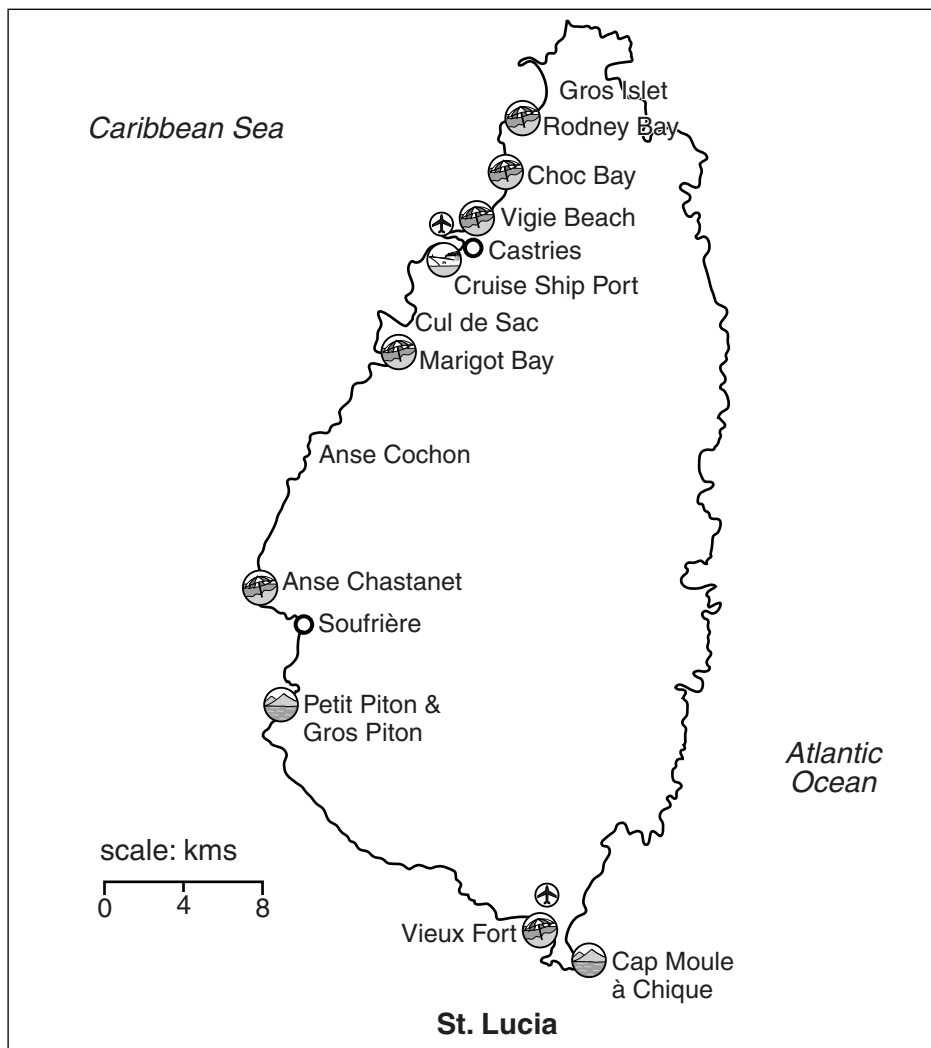 Gros Islet
Caribbean Sea
Rodney Bay
Choc Bay
Vigie Beach
Castries
Cruise Ship Port
Cul de Sac
Marigot Bay
Anse Cochon
Anse Chastanet
Soufrière
Petit Piton &
Gros Piton
Atlantic
Ocean
scale: kms
0 4 8
Vieux Fort
Cap Moule
à Chique
St. Lucia